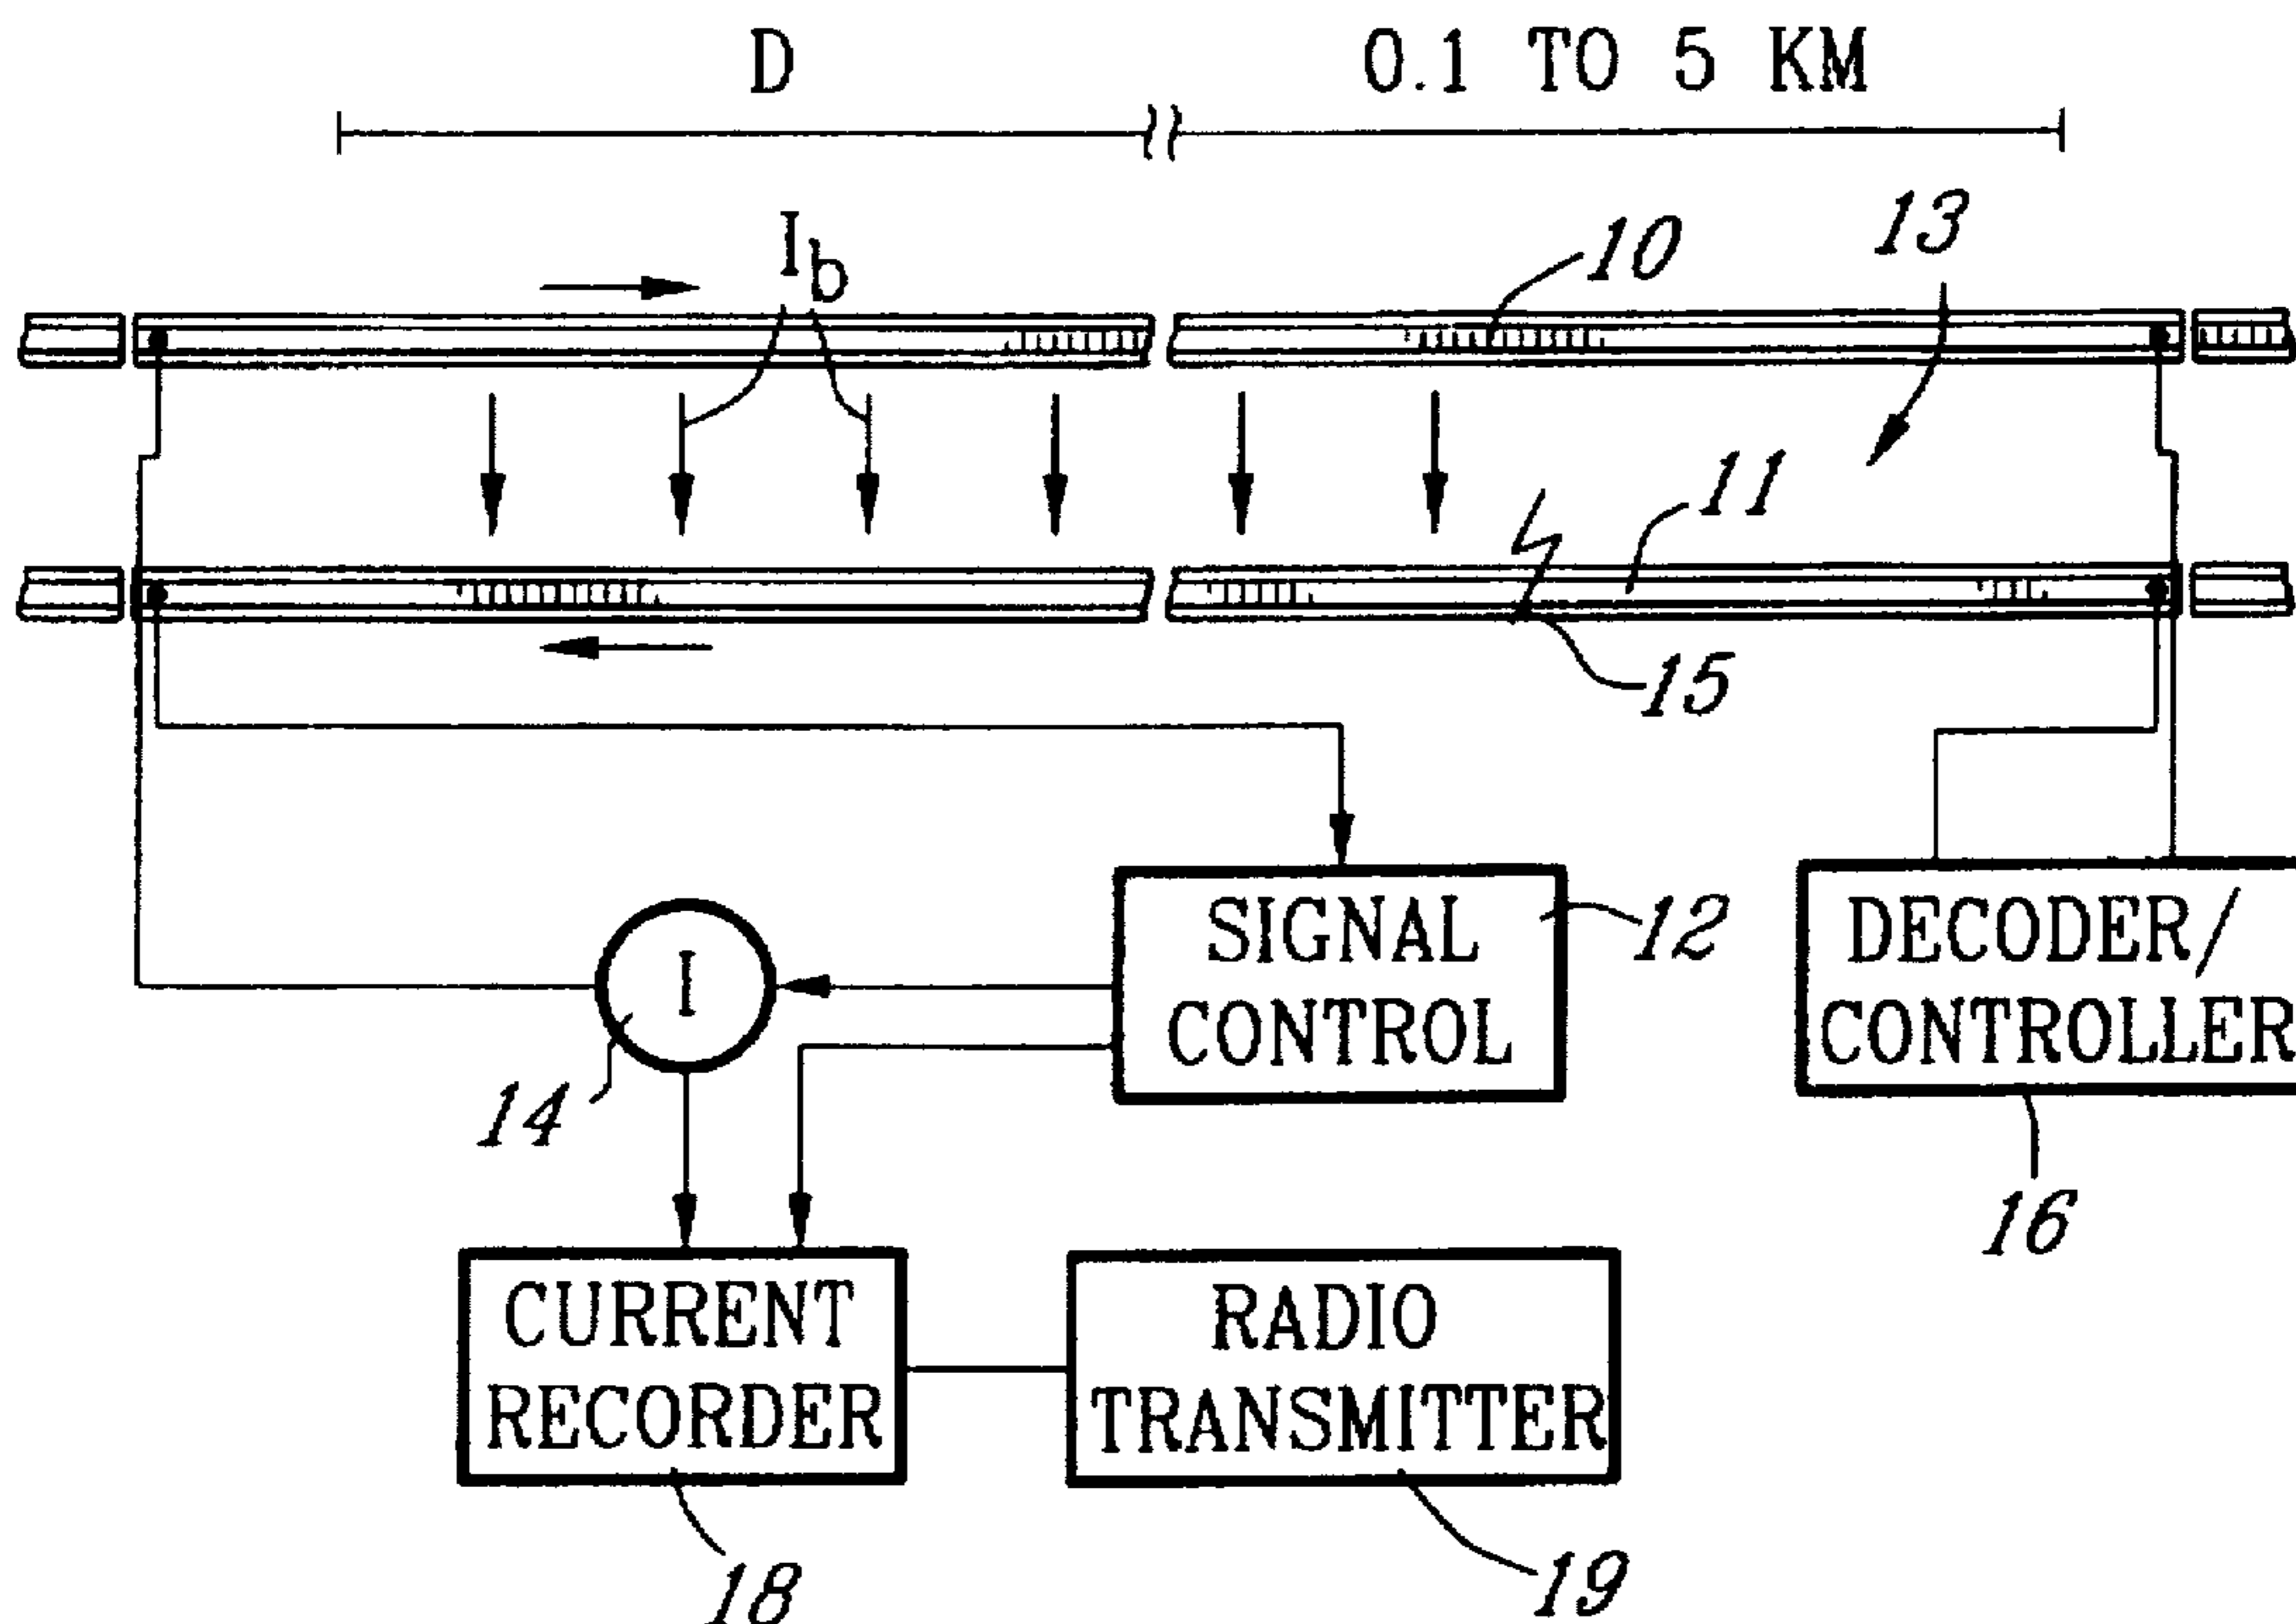 D
0.1 TO 5 KM
13
I b
10
11
15
SIGNAL
CONTROL
12
DECODER/
CONTROLLER
I
14
16
CURRENT
RECORDER
RADIO
TRANSMITTER
18
19